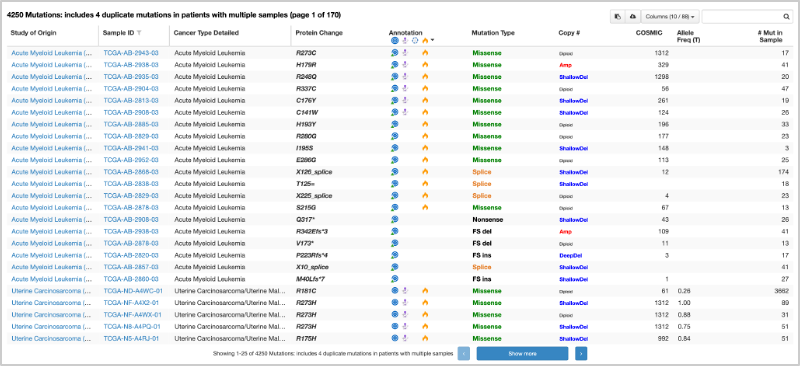 4250 Mutations: includes 4 duplicate mutations in patients with multiple samples (page 1 of 170)
Columns (10 / 88)
Study of Origin Sample ID Cancer Type Detailed Protein Change Annotation Mutation Type Copy # COSMIC Allele Freq (T) # Mut in Sample
Acute Myeloid Leukemia (... TCGA-AB-2943-03 Acute Myeloid Leukemia R273C Missense Diploid 1312 17
Acute Myeloid Leukemia (... TCGA-AB-2938-03 Acute Myeloid Leukemia H179R Missense Amp 329 41
Acute Myeloid Leukemia (... TCGA-AB-2935-03 Acute Myeloid Leukemia R248Q Missense ShallowDel 1298 20
Acute Myeloid Leukemia (... TCGA-AB-2904-03 Acute Myeloid Leukemia R337C Missense Diploid 56 47
Acute Myeloid Leukemia (... TCGA-AB-2813-03 Acute Myeloid Leukemia C176Y Missense ShallowDel 261 19
Acute Myeloid Leukemia (... TCGA-AB-2908-03 Acute Myeloid Leukemia C141W Missense ShallowDel 124 26
Acute Myeloid Leukemia (... TCGA-AB-2885-03 Acute Myeloid Leukemia H193Y Missense Diploid 196 33
Acute Myeloid Leukemia (... TCGA-AB-2829-03 Acute Myeloid Leukemia R280G Missense Diploid 177 23
Acute Myeloid Leukemia (... TCGA-AB-2941-03 Acute Myeloid Leukemia I195S Missense ShallowDel 148 3
Acute Myeloid Leukemia (... TCGA-AB-2952-03 Acute Myeloid Leukemia E286G Missense ShallowDel 113 25
Acute Myeloid Leukemia (... TCGA-AB-2868-03 Acute Myeloid Leukemia X126_splice Splice ShallowDel 12 174
Acute Myeloid Leukemia (... TCGA-AB-2838-03 Acute Myeloid Leukemia T125= Splice ShallowDel 18
Acute Myeloid Leukemia (... TCGA-AB-2829-03 Acute Myeloid Leukemia X225_splice Splice Diploid 4 23
Acute Myeloid Leukemia (... TCGA-AB-2878-03 Acute Myeloid Leukemia S215G Missense Diploid 67 13
Acute Myeloid Leukemia (... TCGA-AB-2908-03 Acute Myeloid Leukemia Q317* Nonsense ShallowDel 43 26
Acute Myeloid Leukemia (... TCGA-AB-2938-03 Acute Myeloid Leukemia R342Efs*3 FS del Amp 109 41
Acute Myeloid Leukemia (... TCGA-AB-2878-03 Acute Myeloid Leukemia V173* FS del Diploid 11 13
Acute Myeloid Leukemia (... TCGA-AB-2820-03 Acute Myeloid Leukemia P223Rfs*4 FS ins DeepDel 3 17
Acute Myeloid Leukemia (... TCGA-AB-2857-03 Acute Myeloid Leukemia X10_splice Splice ShallowDel 41
Acute Myeloid Leukemia (... TCGA-AB-2860-03 Acute Myeloid Leukemia M40Lfs*7 FS ins ShallowDel 1 27
Uterine Carcinosarcoma (... TCGA-ND-A4WC-01 Uterine Carcinosarcoma/Uterine Mal... R181C Missense Diploid 61 0.26 3662
Uterine Carcinosarcoma (... TCGA-NF-A4X2-01 Uterine Carcinosarcoma/Uterine Mal... R273H Missense ShallowDel 1312 1.00 89
Uterine Carcinosarcoma (... TCGA-NF-A4WX-01 Uterine Carcinosarcoma/Uterine Mal... R273H Missense Diploid 1312 0.88 31
Uterine Carcinosarcoma (... TCGA-N8-A4PQ-01 Uterine Carcinosarcoma/Uterine Mal... R273H Missense ShallowDel 1312 0.75 51
Uterine Carcinosarcoma (... TCGA-N5-A4RJ-01 Uterine Carcinosarcoma/Uterine Mal... R175H Missense ShallowDel 992 0.84 51
Showing 1-25 of 4250 Mutations: includes 4 duplicate mutations in patients with multiple samples Show more